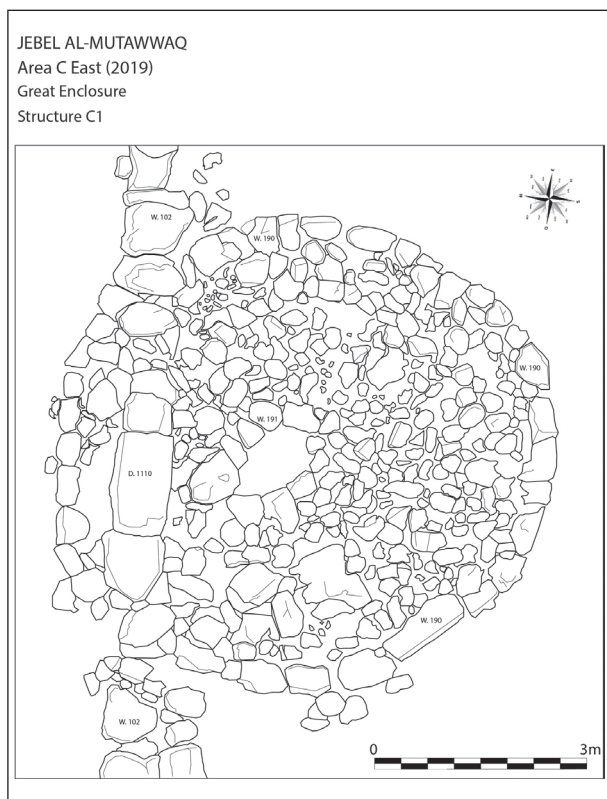 JEBEL AL-MUTAWWAQ
Area C East (2019)
Great Enclosure
Structure C1
W. 102
W. 190
W. 190
W. 191
D. 1110
W. 190
W. 102
0 3m